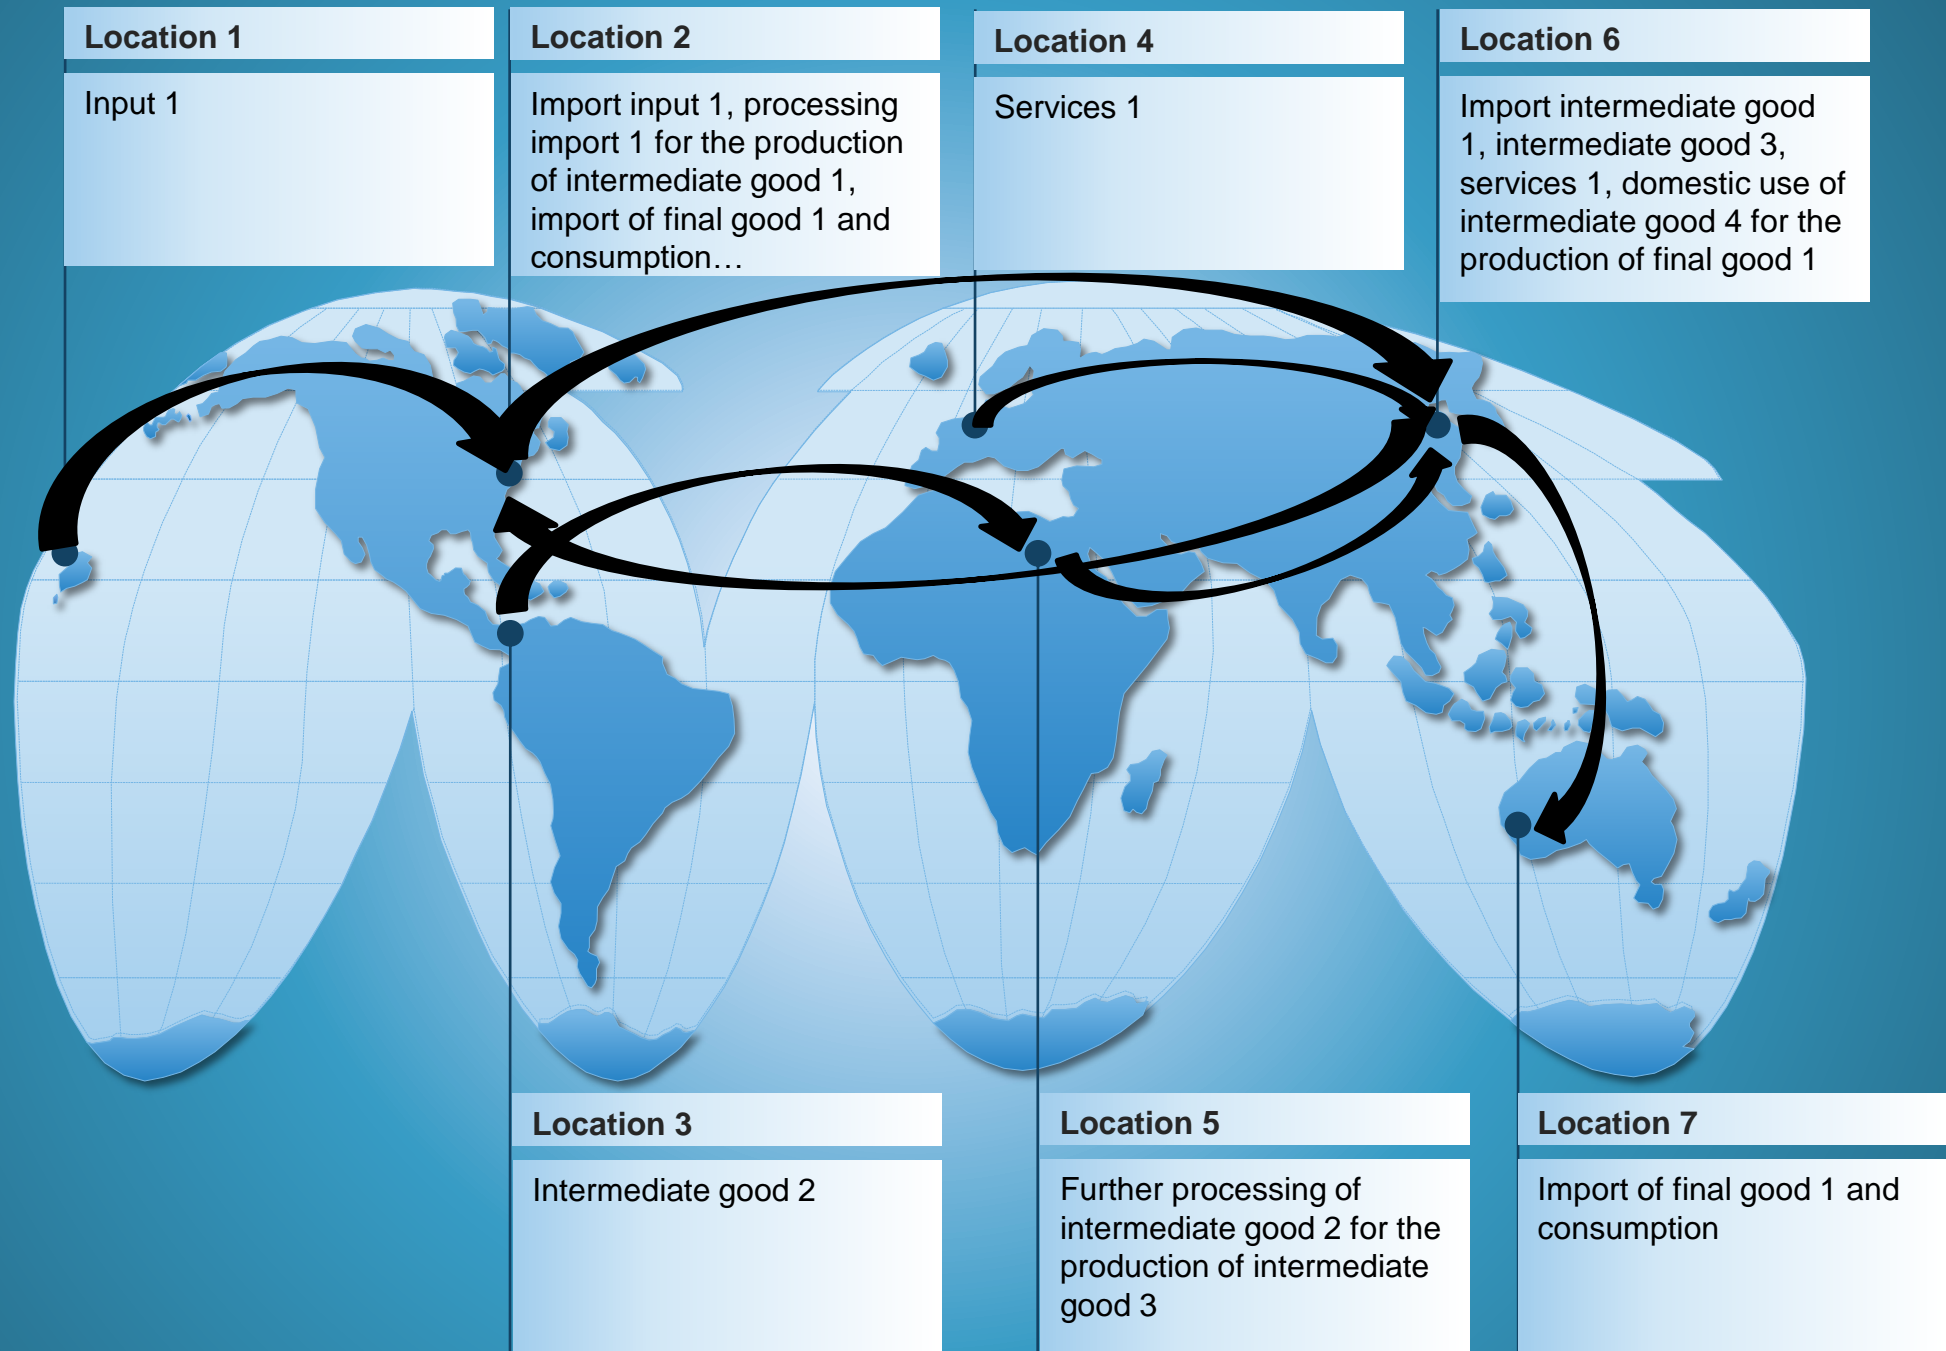 Location 1
Input 1
Location 2
Import input 1, processing
import 1 for the production
of intermediate good 1,
import of final good 1 and
consumption…
Location 4
Services 1
Location 6
Import intermediate good
1, intermediate good 3,
services 1, domestic use of
intermediate good 4 for the
production of final good 1
Location 3
Intermediate good 2
Location 5
Further processing of
intermediate good 2 for the
production of intermediate
good 3
Location 7
Import of final good 1 and
consumption